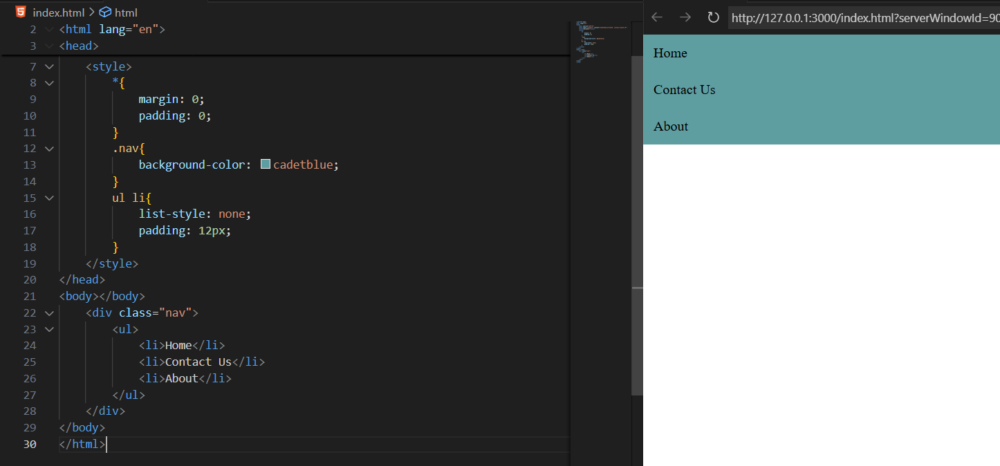 index.html > html
2 <html lang="en">
3 <head>
7 <style>
8 *{
9 margin: 0;
10 padding: 0;
11 }
12 .nav{
13 background-color: cadetblue;
14 }
15 ul li{
16 list-style: none;
17 padding: 12px;
18 }
19 </style>
20 </head>
21 <body></body>
22 <div class="nav">
23 <ul>
24 <li>Home</li>
25 <li>Contact Us</li>
26 <li>About</li>
27 </ul>
28 </div>
29 </body>
30 </html>
http://127.0.0.1:3000/index.html?serverWindowId=90
Home
Contact Us
About